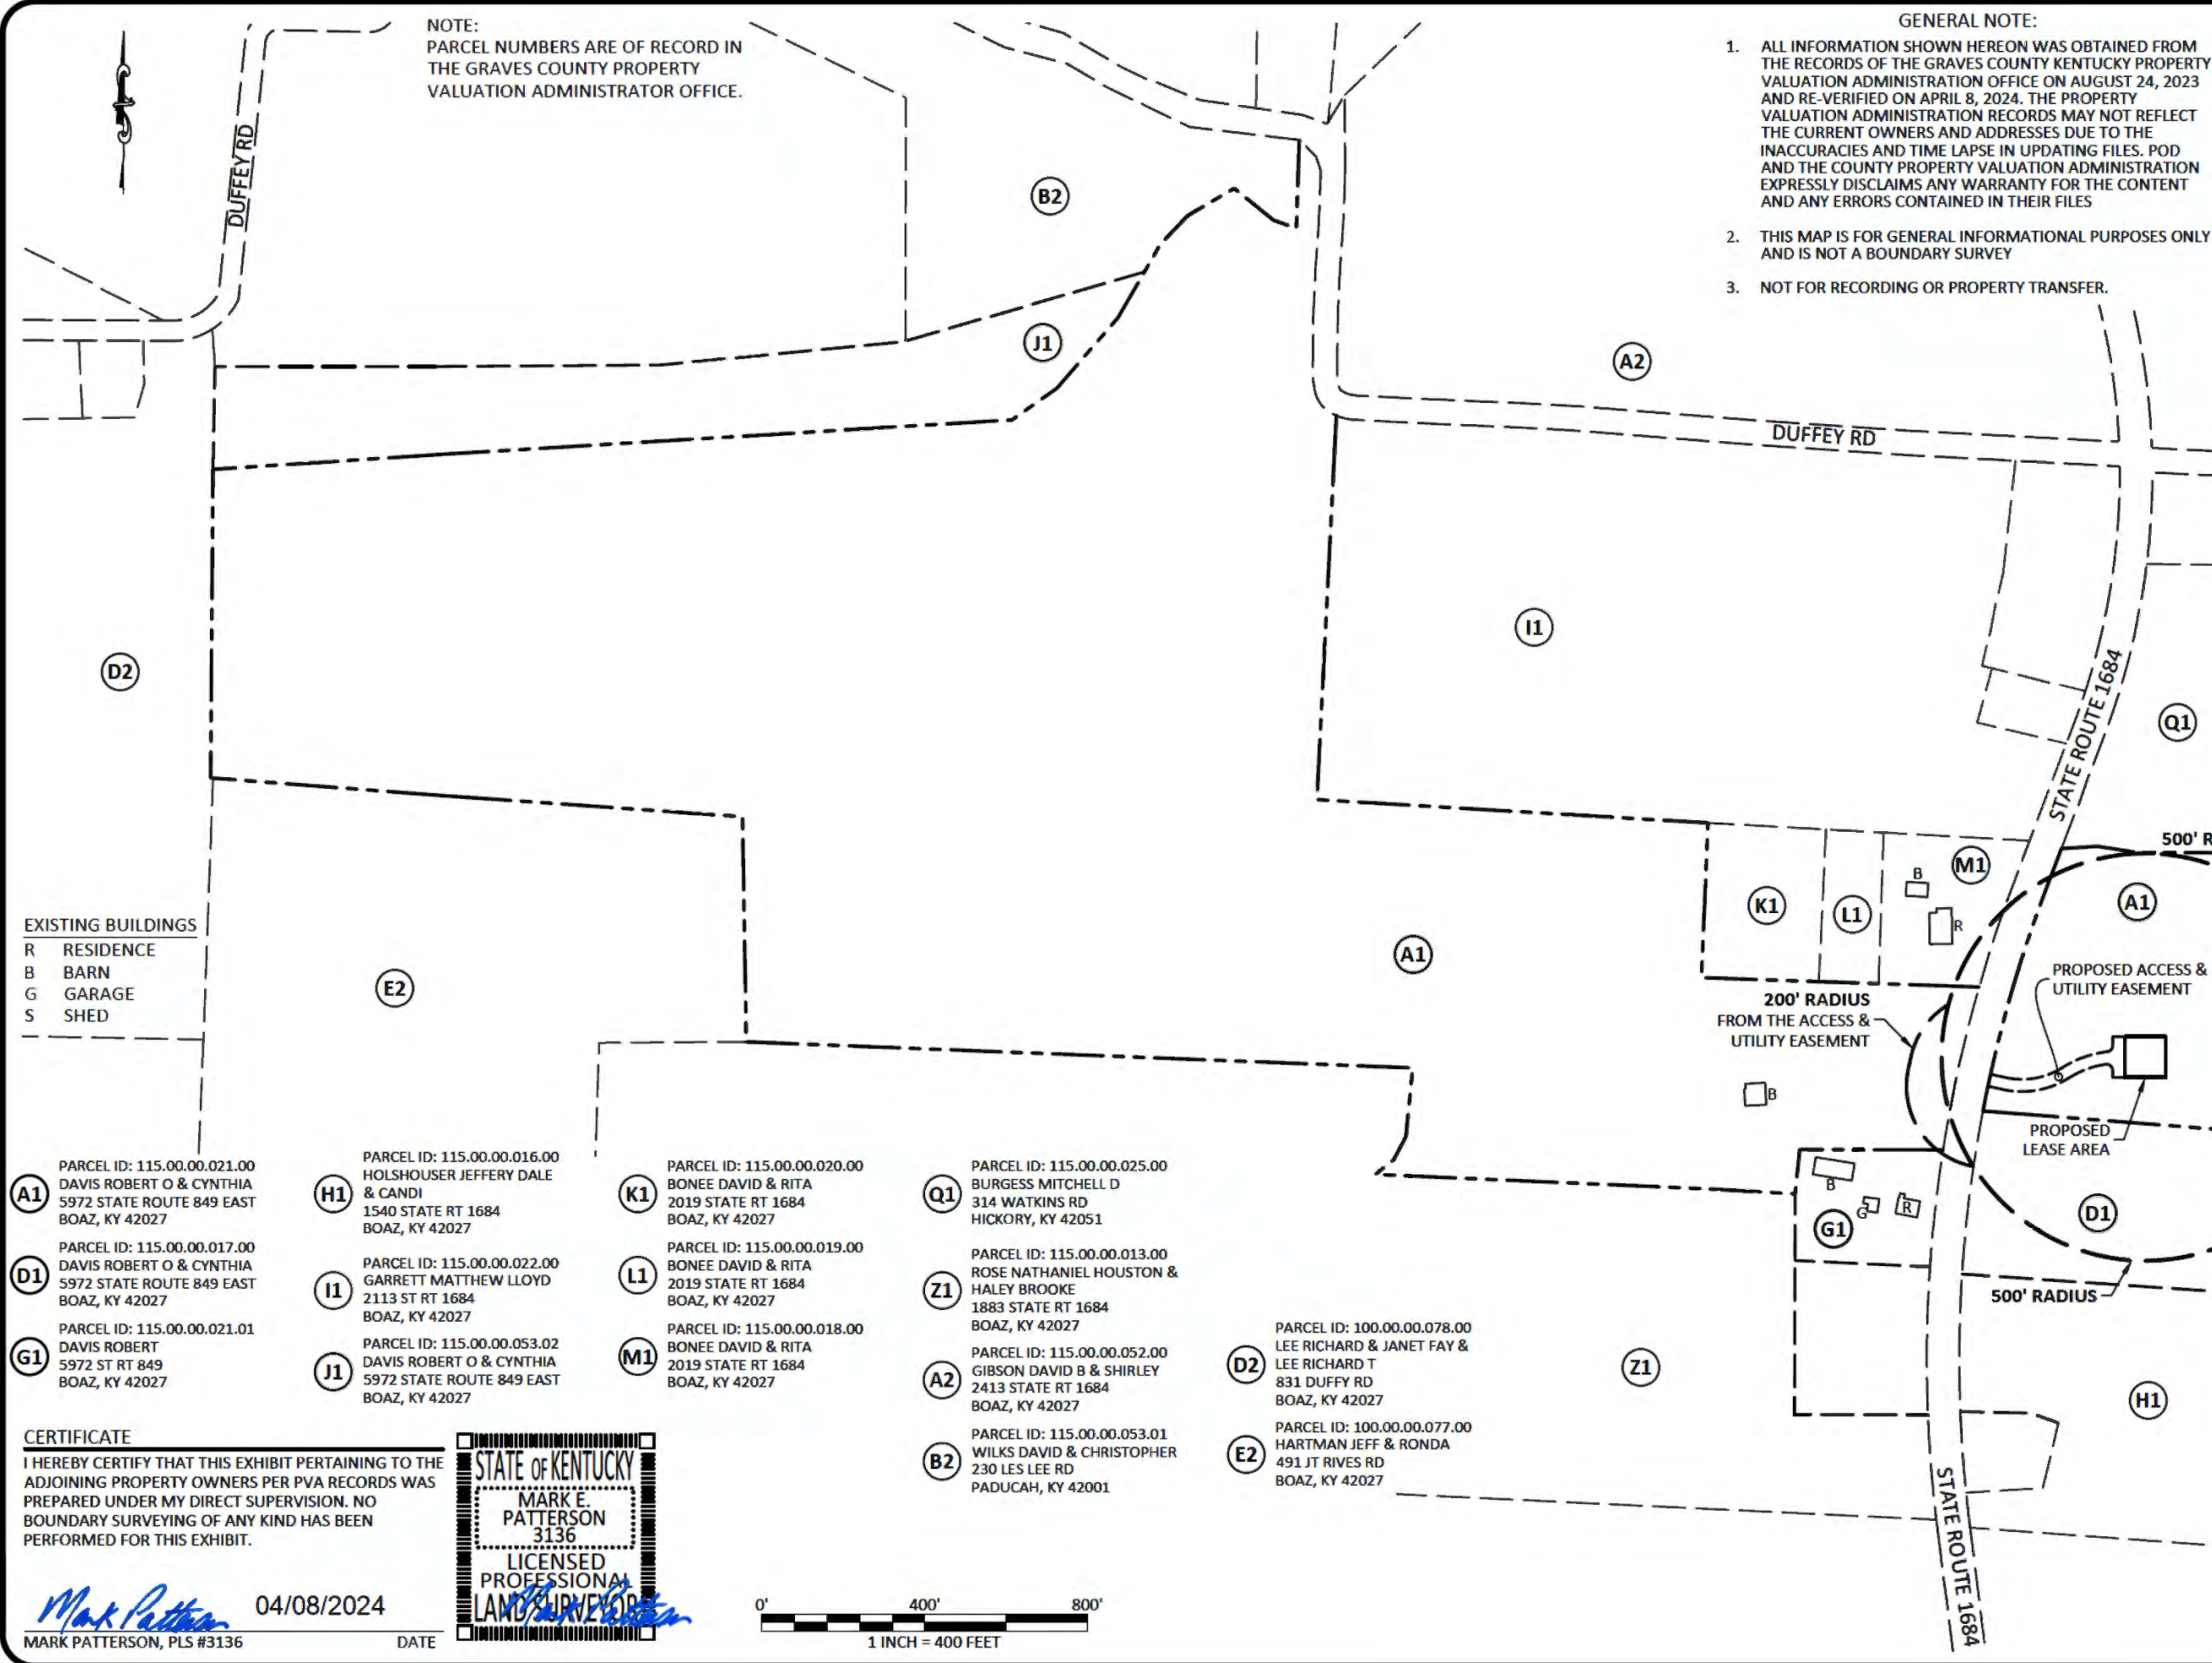 NOTE:
PARCEL NUMBERS ARE OF RECORD IN
THE GRAVES COUNTY PROPERTY
VALUATION ADMINISTRATOR OFFICE.
GENERAL NOTE:
1. ALL INFORMATION SHOWN HEREON WAS OBTAINED FROM
THE RECORDS OF THE GRAVES COUNTY KENTUCKY PROPERTY
VALUATION ADMINISTRATION OFFICE ON AUGUST 24, 2023
AND RE-VERIFIED ON APRIL 8, 2024. THE PROPERTY
VALUATION ADMINISTRATION RECORDS MAY NOT REFLECT
THE CURRENT OWNERS AND ADDRESSES DUE TO THE
INACCURACIES AND TIME LAPSE IN UPDATING FILES. POD
AND THE COUNTY PROPERTY VALUATION ADMINISTRATION
EXPRESSLY DISCLAIMS ANY WARRANTY FOR THE CONTENT
AND ANY ERRORS CONTAINED IN THEIR FILES
2. THIS MAP IS FOR GENERAL INFORMATIONAL PURPOSES ONLY
AND IS NOT A BOUNDARY SURVEY
3. NOT FOR RECORDING OR PROPERTY TRANSFER.
DUFFEY RD
B2
J1
A2
DUFFEY RD
I1
D2
STATE ROUTE 1684
Q1
500' R
M1
B
R
K1
L1
A1
A1
E2
EXISTING BUILDINGS
R RESIDENCE
B BARN
G GARAGE
S SHED
PROPOSED ACCESS &
UTILITY EASEMENT
200' RADIUS
FROM THE ACCESS &
UTILITY EASEMENT
B
PROPOSED
LEASE AREA
B
G
R
G1
D1
500' RADIUS
Z1
H1
STATE ROUTE 1684
A1
PARCEL ID: 115.00.00.021.00
DAVIS ROBERT O & CYNTHIA
5972 STATE ROUTE 849 EAST
BOAZ, KY 42027
D1
PARCEL ID: 115.00.00.017.00
DAVIS ROBERT O & CYNTHIA
5972 STATE ROUTE 849 EAST
BOAZ, KY 42027
G1
PARCEL ID: 115.00.00.021.01
DAVIS ROBERT
5972 ST RT 849
BOAZ, KY 42027
H1
PARCEL ID: 115.00.00.016.00
HOLSHOUSER JEFFERY DALE
& CANDI
1540 STATE RT 1684
BOAZ, KY 42027
I1
PARCEL ID: 115.00.00.022.00
GARRETT MATTHEW LLOYD
2113 ST RT 1684
BOAZ, KY 42027
J1
PARCEL ID: 115.00.00.053.02
DAVIS ROBERT O & CYNTHIA
5972 STATE ROUTE 849 EAST
BOAZ, KY 42027
K1
PARCEL ID: 115.00.00.020.00
BONEE DAVID & RITA
2019 STATE RT 1684
BOAZ, KY 42027
L1
PARCEL ID: 115.00.00.019.00
BONEE DAVID & RITA
2019 STATE RT 1684
BOAZ, KY 42027
M1
PARCEL ID: 115.00.00.018.00
BONEE DAVID & RITA
2019 STATE RT 1684
BOAZ, KY 42027
Q1
PARCEL ID: 115.00.00.025.00
BURGESS MITCHELL D
314 WATKINS RD
HICKORY, KY 42051
Z1
PARCEL ID: 115.00.00.013.00
ROSE NATHANIEL HOUSTON &
HALEY BROOKE
1883 STATE RT 1684
BOAZ, KY 42027
A2
PARCEL ID: 115.00.00.052.00
GIBSON DAVID B & SHIRLEY
2413 STATE RT 1684
BOAZ, KY 42027
B2
PARCEL ID: 115.00.00.053.01
WILKS DAVID & CHRISTOPHER
230 LES LEE RD
PADUCAH, KY 42001
D2
PARCEL ID: 100.00.00.078.00
LEE RICHARD & JANET FAY &
LEE RICHARD T
831 DUFFY RD
BOAZ, KY 42027
E2
PARCEL ID: 100.00.00.077.00
HARTMAN JEFF & RONDA
491 JT RIVES RD
BOAZ, KY 42027
CERTIFICATE
I HEREBY CERTIFY THAT THIS EXHIBIT PERTAINING TO THE
ADJOINING PROPERTY OWNERS PER PVA RECORDS WAS
PREPARED UNDER MY DIRECT SUPERVISION. NO
BOUNDARY SURVEYING OF ANY KIND HAS BEEN
PERFORMED FOR THIS EXHIBIT.
Mark Patterson 04/08/2024
MARK PATTERSON, PLS #3136 DATE
STATE OF KENTUCKY
MARK E.
PATTERSON
3136
LICENSED
PROFESSIONAL
LAND SURVEYOR
Mark Patterson
0' 400' 800'
1 INCH = 400 FEET